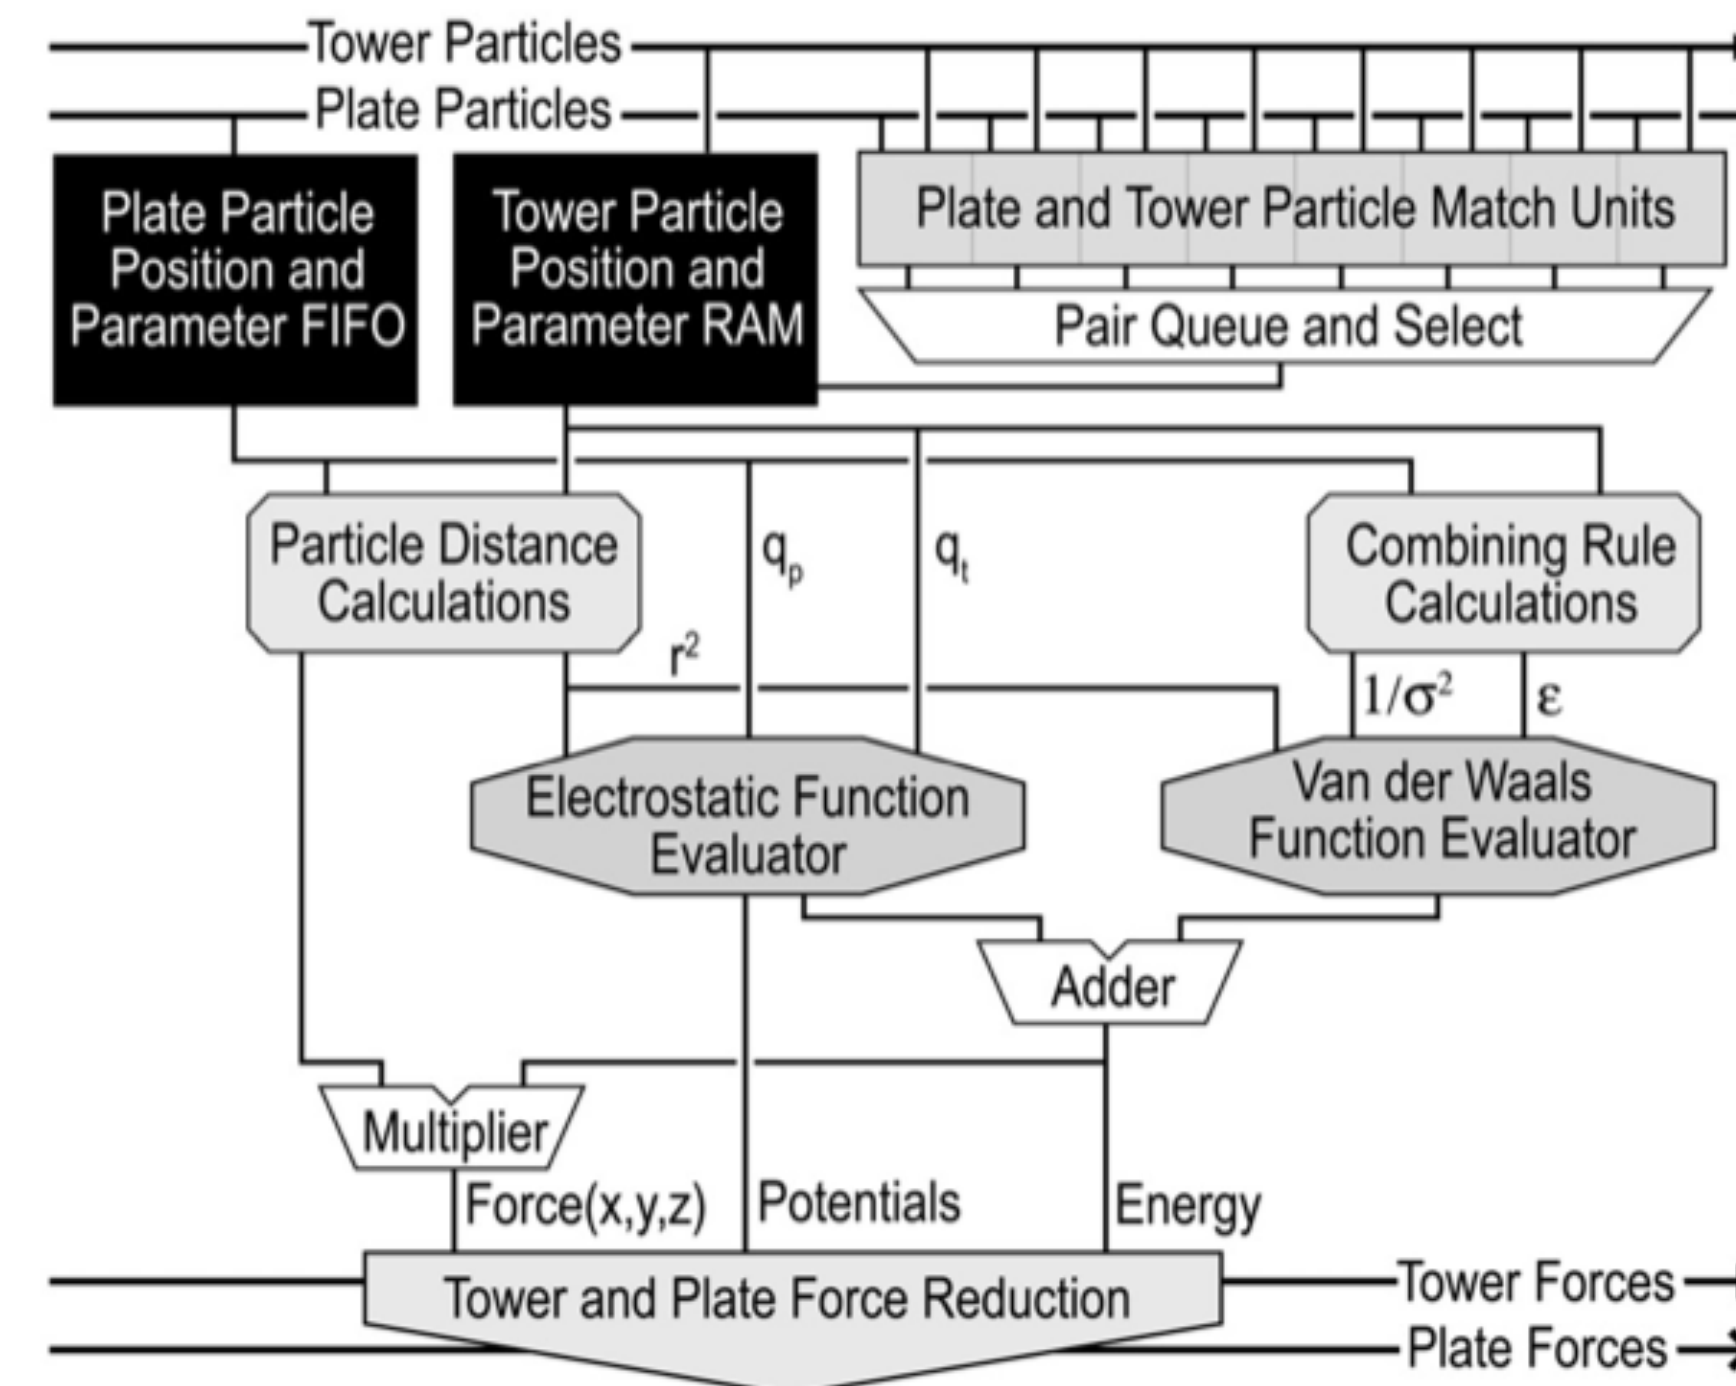 Tower Particles
Plate Particles
Plate Particle
Position and
Parameter FIFO
Tower Particle
Position and
Parameter RAM
Plate and Tower Particle Match Units
Pair Queue and Select
Particle Distance
Calculations
q_p
q_t
Combining Rule
Calculations
r²
1/σ²
ε
Electrostatic Function
Evaluator
Van der Waals
Function Evaluator
Adder
Multiplier
Force(x,y,z)
Potentials
Energy
Tower and Plate Force Reduction
Tower Forces
Plate Forces